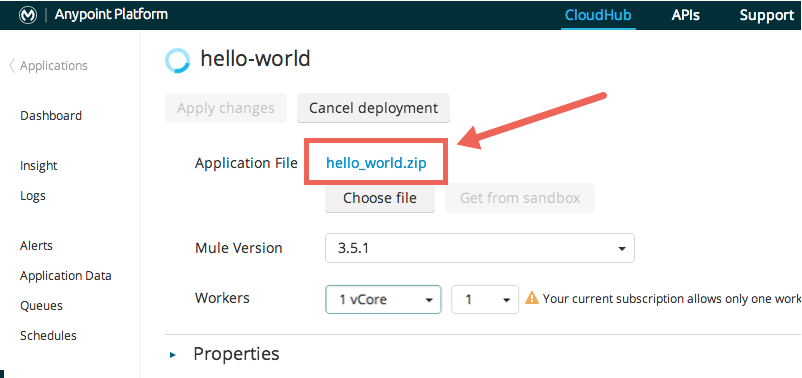 Anypoint Platform CloudHub APIs Support
Applications
hello-world
Apply changes Cancel deployment
Dashboard
Application File hello_world.zip
Insight
Logs
Choose file Get from sandbox
Alerts
Mule Version 3.5.1
Application Data
Queues
Workers 1 vCore 1 Your current subscription allows only one work
Schedules
Properties